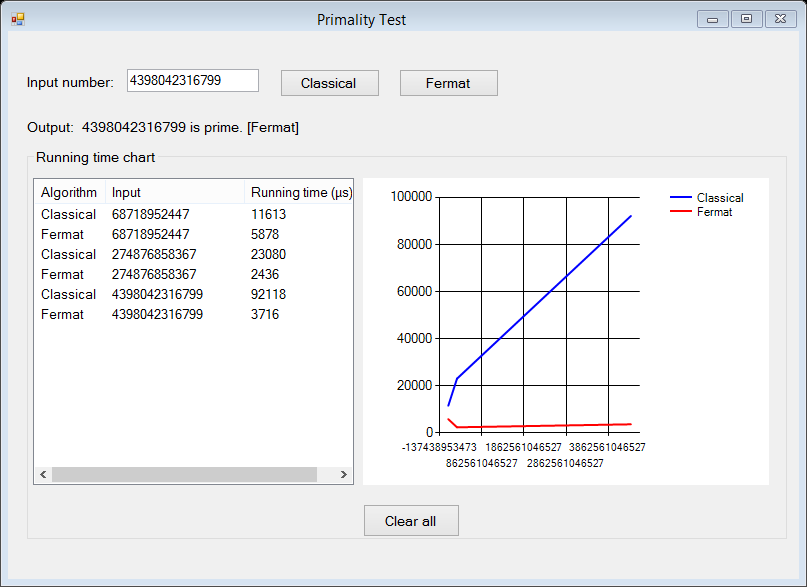 Primality Test
Input number: 4398042316799 Classical Fermat
Output: 4398042316799 is prime. [Fermat]
Running time chart
Algorithm Input Running time (µs)
Classical 68718952447 11613
Fermat 68718952447 5878
Classical 274876858367 23080
Fermat 274876858367 2436
Classical 4398042316799 92118
Fermat 4398042316799 3716
100000
80000
60000
40000
20000
0
-137438953473 1862561046527 3862561046527
862561046527 2862561046527
Classical
Fermat
Clear all